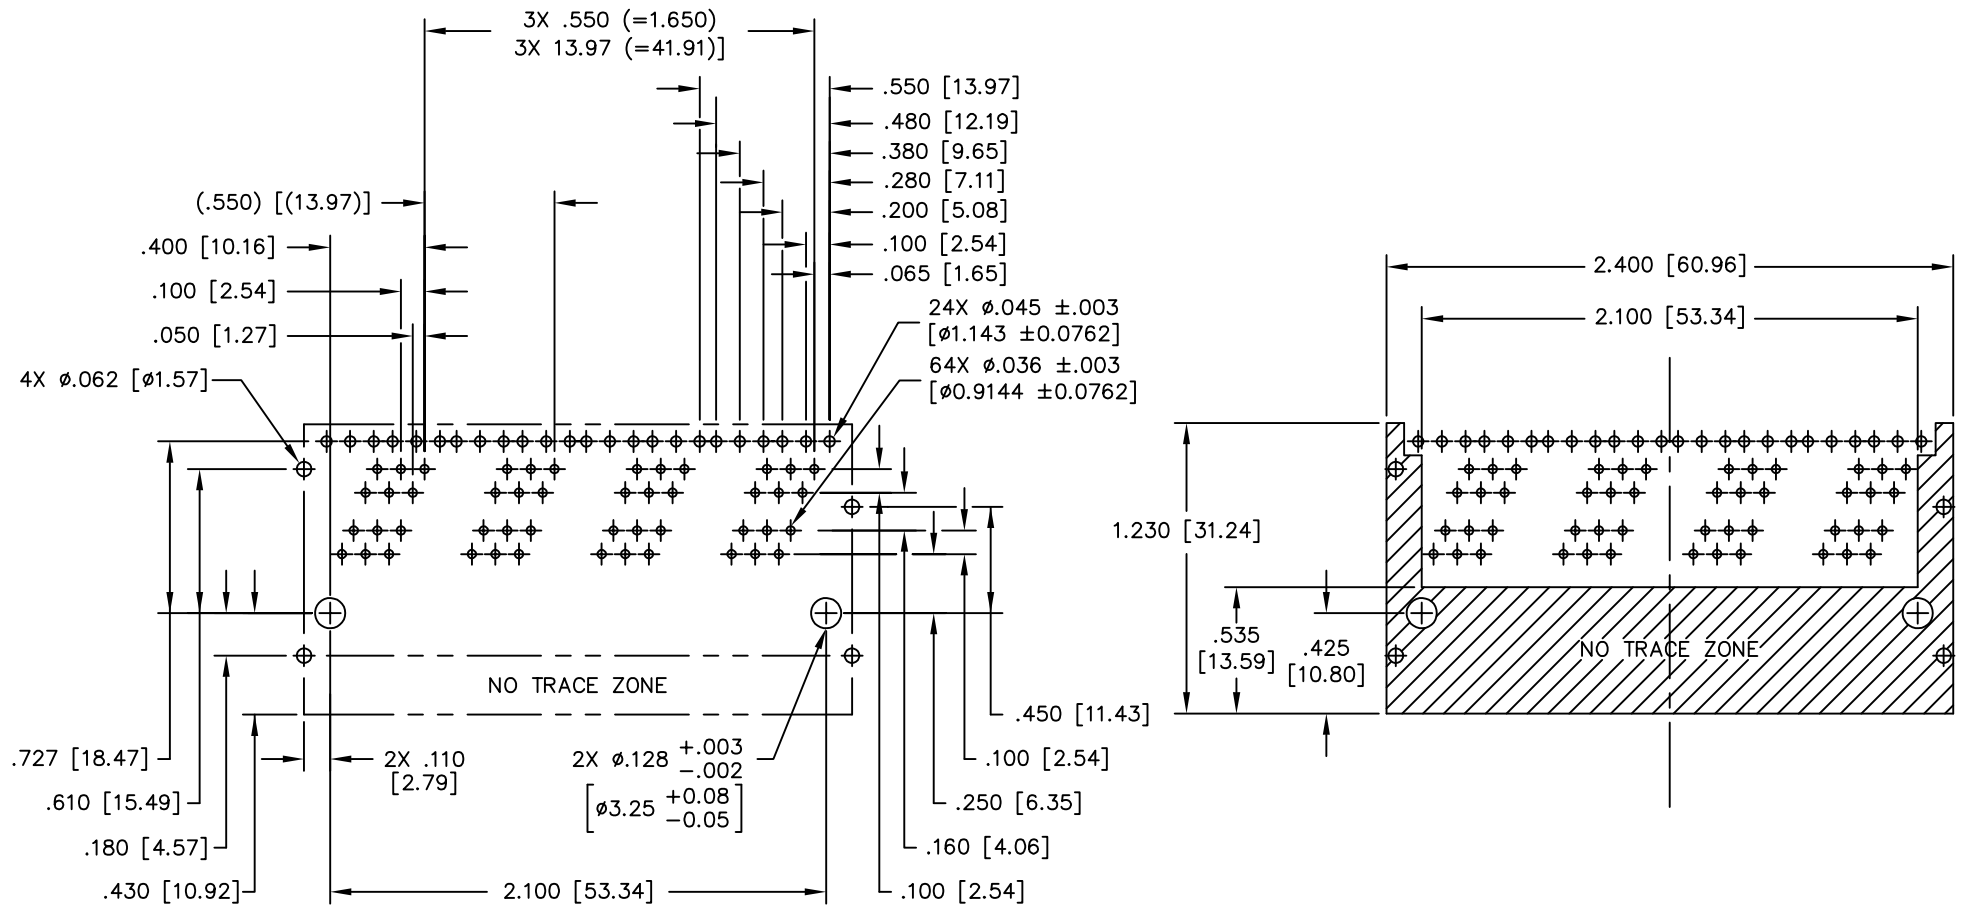 3X .550 (=1.650)
3X 13.97 (=41.91)]
.550 [13.97]
.480 [12.19]
.380 [9.65]
.280 [7.11]
(.550) [(13.97)]
.200 [5.08]
.400 [10.16]
.100 [2.54]
.065 [1.65]
.100 [2.54]
24X ø.045 ±.003
[ø1.143 ±0.0762]
.050 [1.27]
64X ø.036 ±.003
[ø0.9144 ±0.0762]
4X ø.062 [ø1.57]
NO TRACE ZONE
.450 [11.43]
.727 [18.47]
2X .110
[2.79]
2X ø.128 +.003
-.002
[ø3.25 +0.08
-0.05]
.100 [2.54]
.610 [15.49]
.250 [6.35]
.180 [4.57]
.160 [4.06]
.430 [10.92]
2.100 [53.34]
.100 [2.54]
2.400 [60.96]
2.100 [53.34]
1.230 [31.24]
.535
[13.59]
.425
[10.80]
NO TRACE ZONE